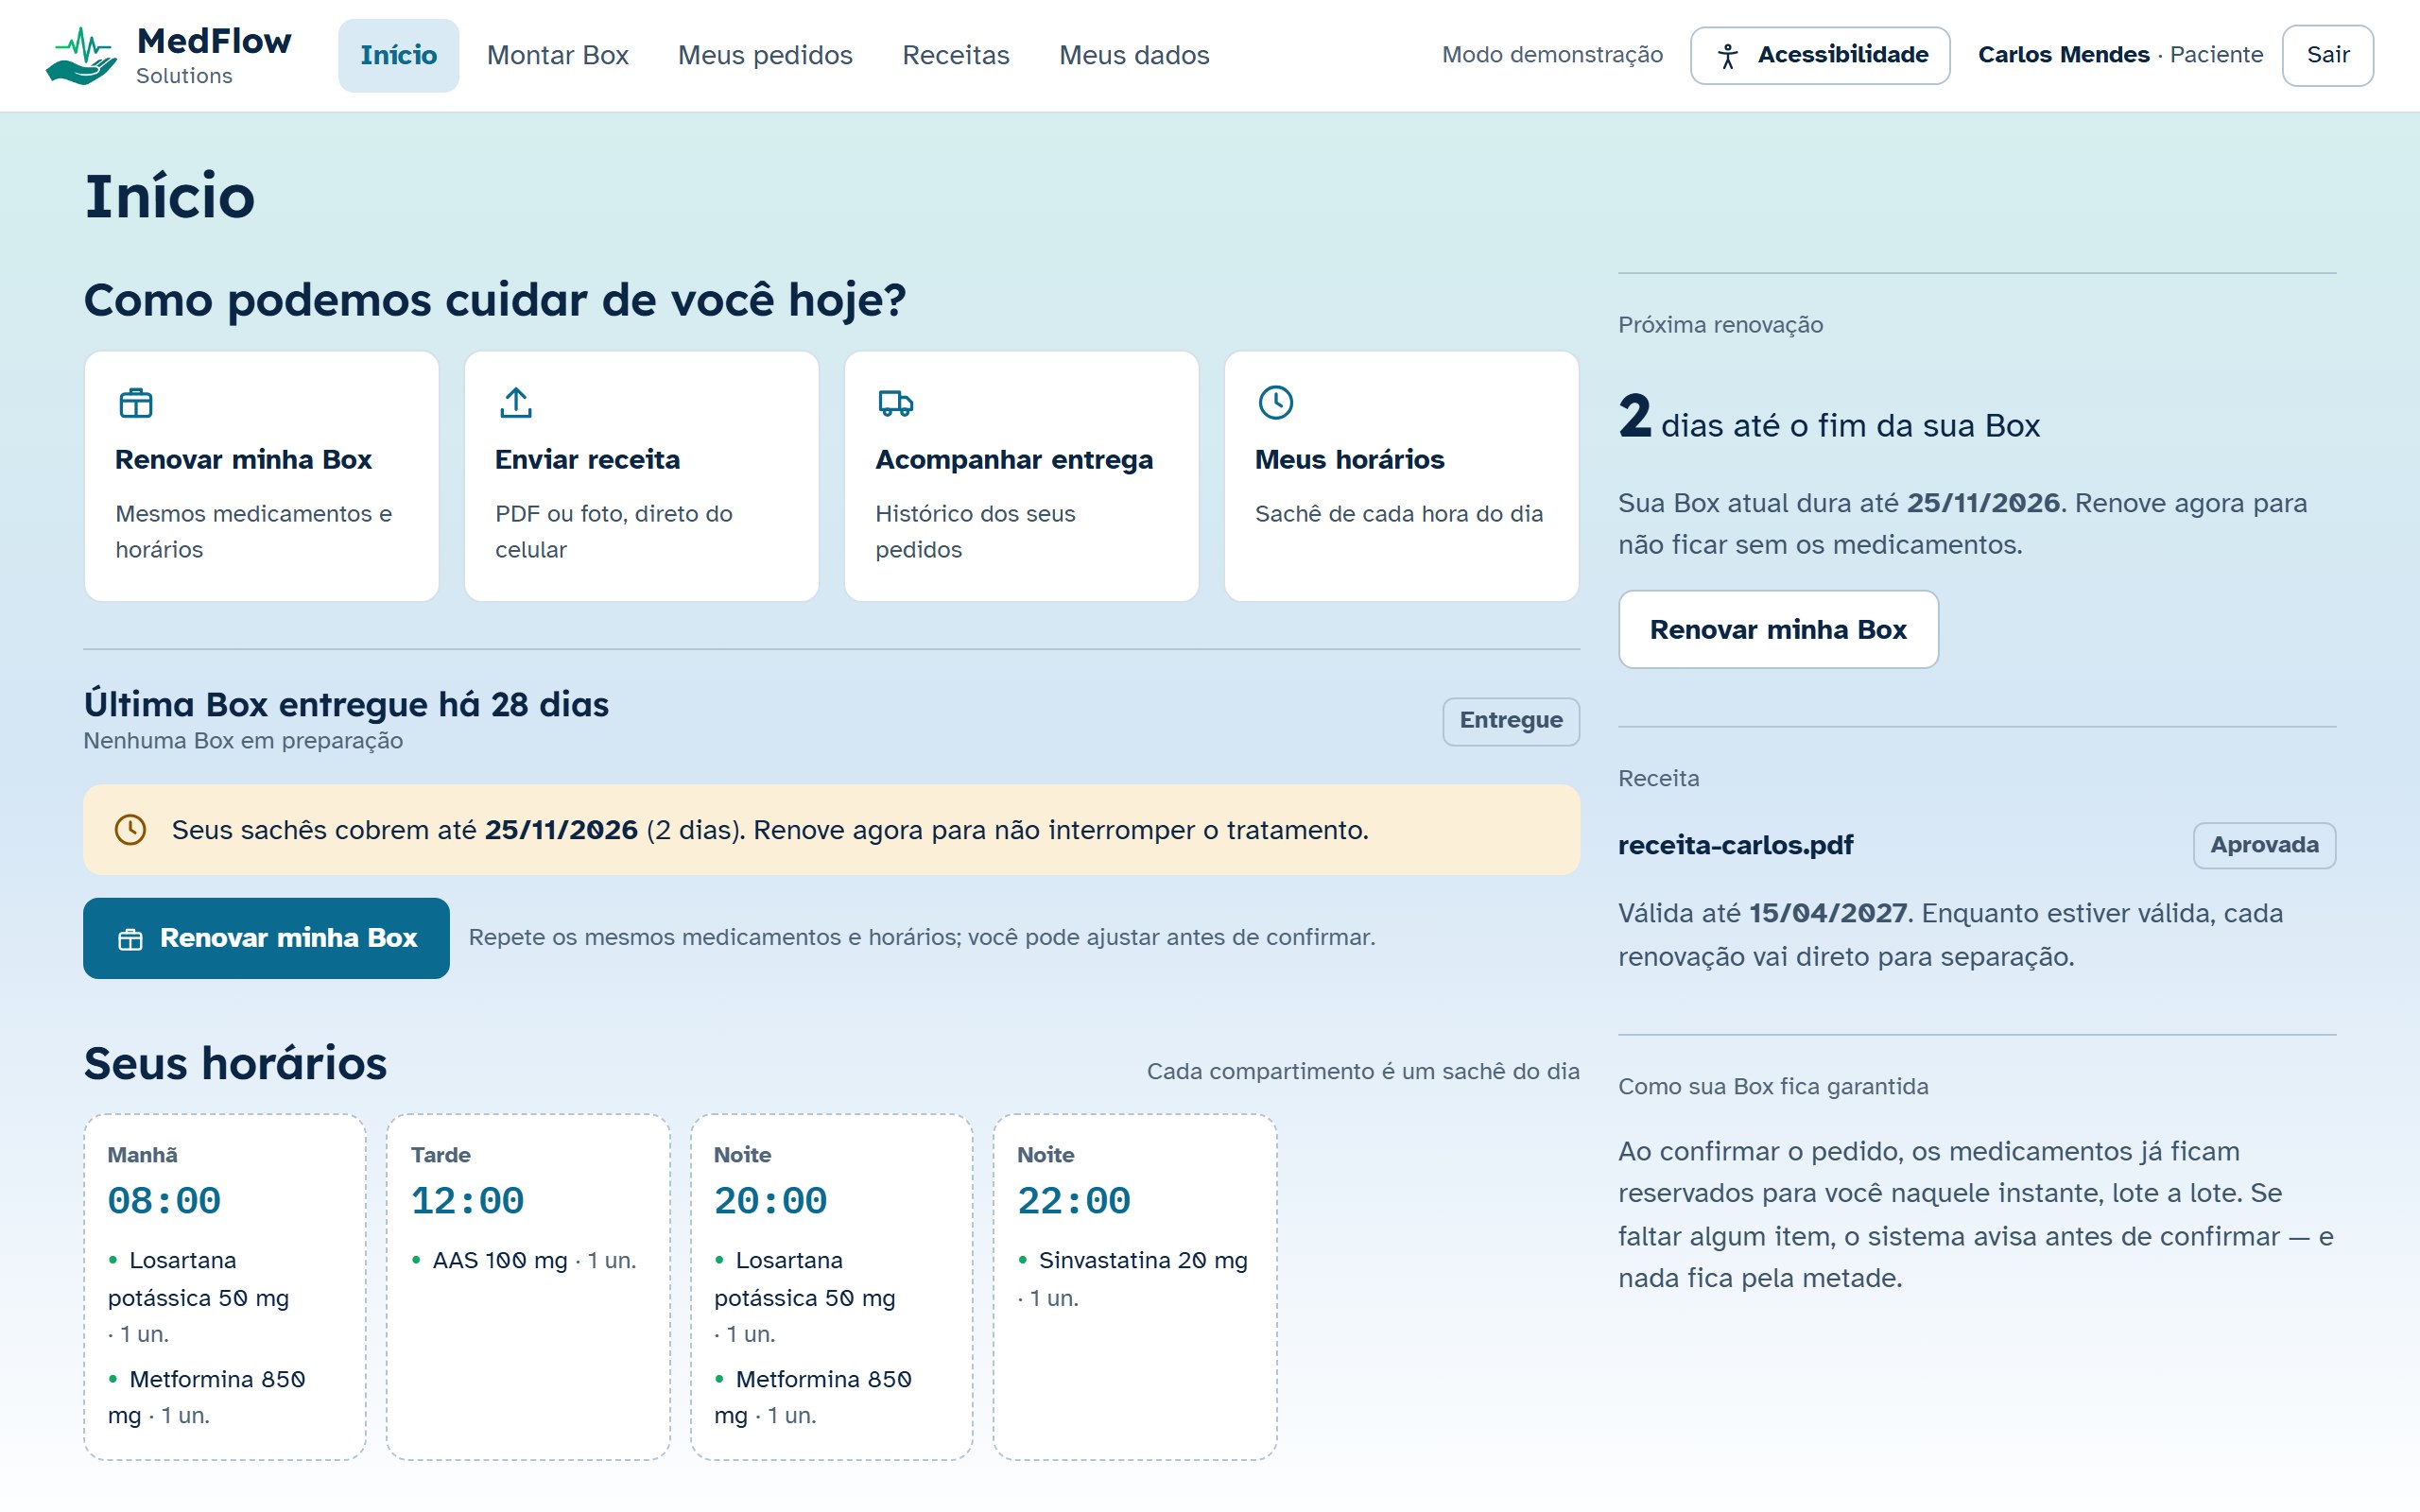 MedFlow
Solutions
Início
Montar Box
Meus pedidos
Receitas
Meus dados
Modo demonstração
Acessibilidade
Carlos Mendes · Paciente
Sair
Início
Como podemos cuidar de você hoje?
Renovar minha Box
Mesmos medicamentos e
horários
Enviar receita
PDF ou foto, direto do
celular
Acompanhar entrega
Histórico dos seus
pedidos
Meus horários
Sachê de cada hora do dia
Última Box entregue há 28 dias
Nenhuma Box em preparação
Entregue
Seus sachês cobrem até 25/11/2026 (2 dias). Renove agora para não interromper o tratamento.
Renovar minha Box
Repete os mesmos medicamentos e horários; você pode ajustar antes de confirmar.
Seus horários
Cada compartimento é um sachê do dia
Manhã
08:00
• Losartana
potássica 50 mg
· 1 un.
• Metformina 850
mg · 1 un.
Tarde
12:00
• AAS 100 mg · 1 un.
Noite
20:00
• Losartana
potássica 50 mg
· 1 un.
• Metformina 850
mg · 1 un.
Noite
22:00
• Sinvastatina 20 mg
· 1 un.
Próxima renovação
2 dias até o fim da sua Box
Sua Box atual dura até 25/11/2026. Renove agora para
não ficar sem os medicamentos.
Renovar minha Box
Receita
receita-carlos.pdf
Aprovada
Válida até 15/04/2027. Enquanto estiver válida, cada
renovação vai direto para separação.
Como sua Box fica garantida
Ao confirmar o pedido, os medicamentos já ficam
reservados para você naquele instante, lote a lote. Se
faltar algum item, o sistema avisa antes de confirmar — e
nada fica pela metade.